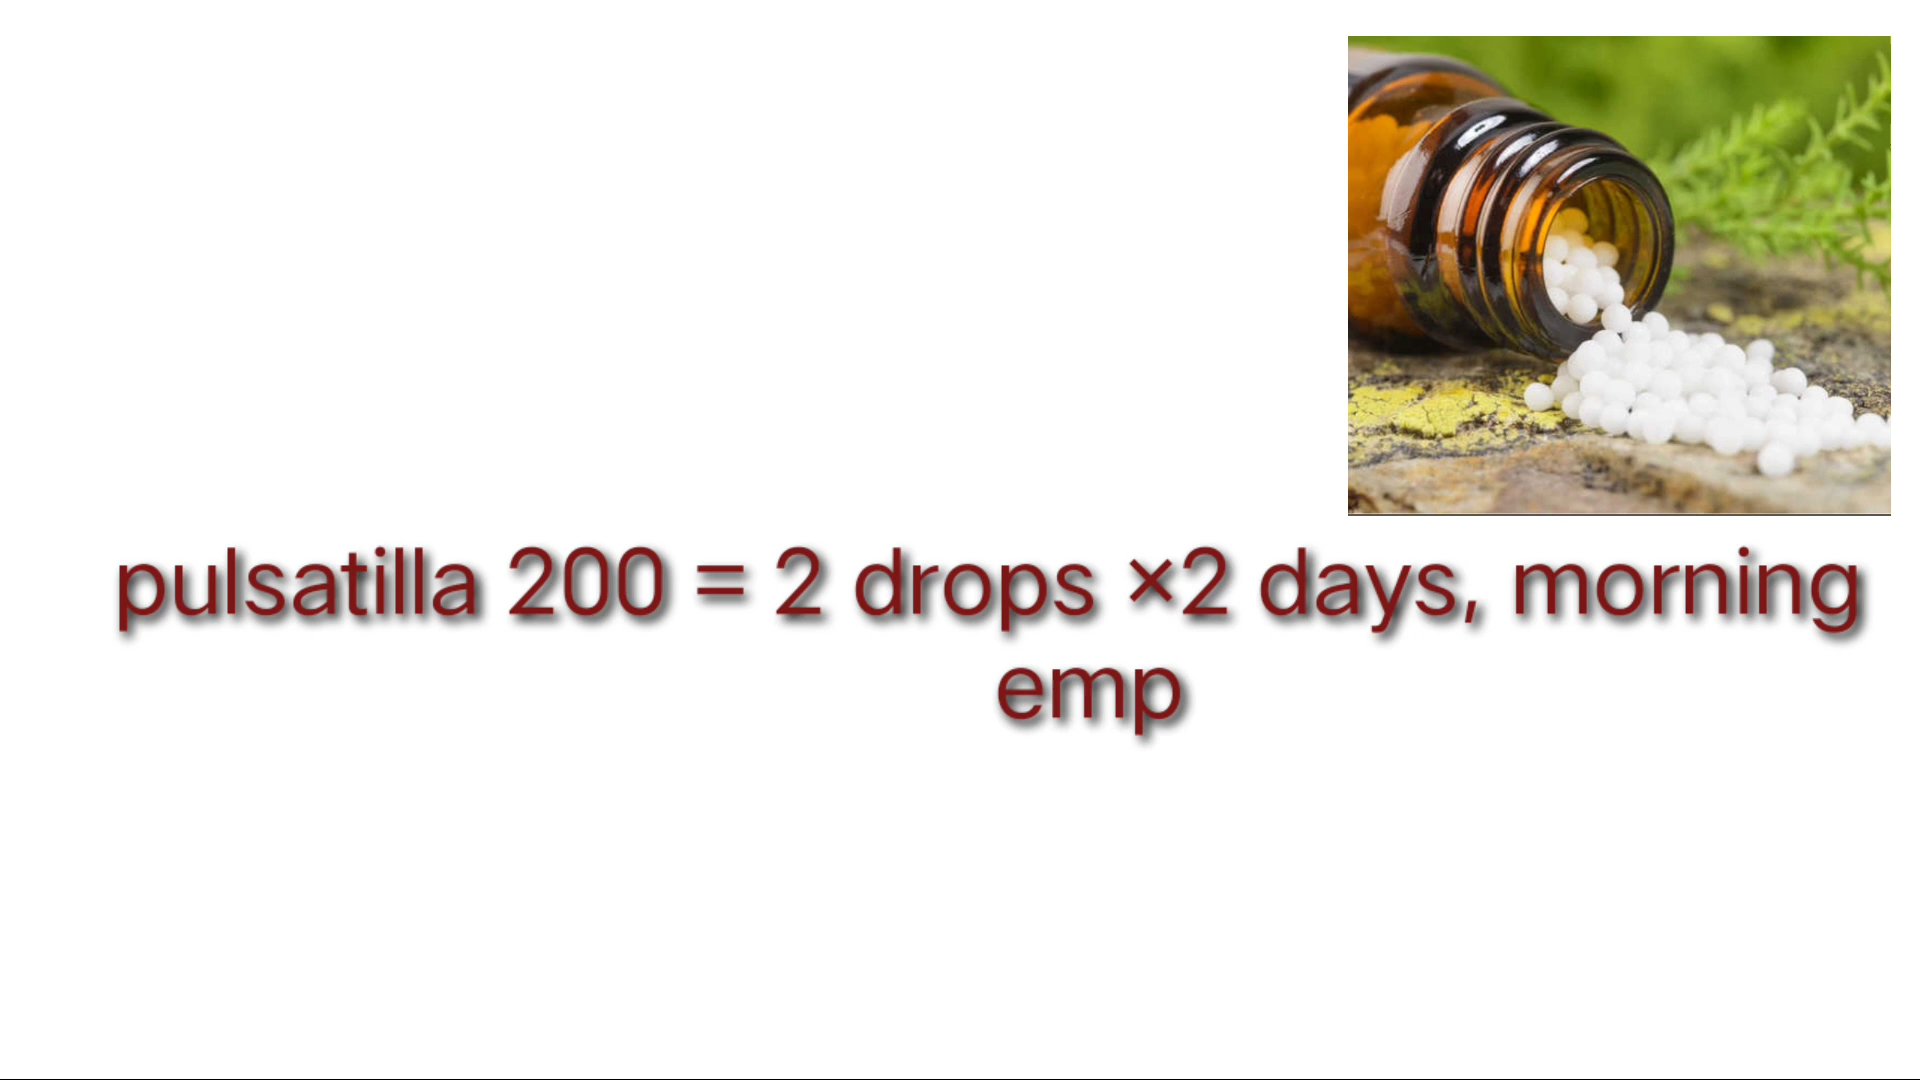 pulsatilla 200 = 2 drops ×2 days, morning
emp